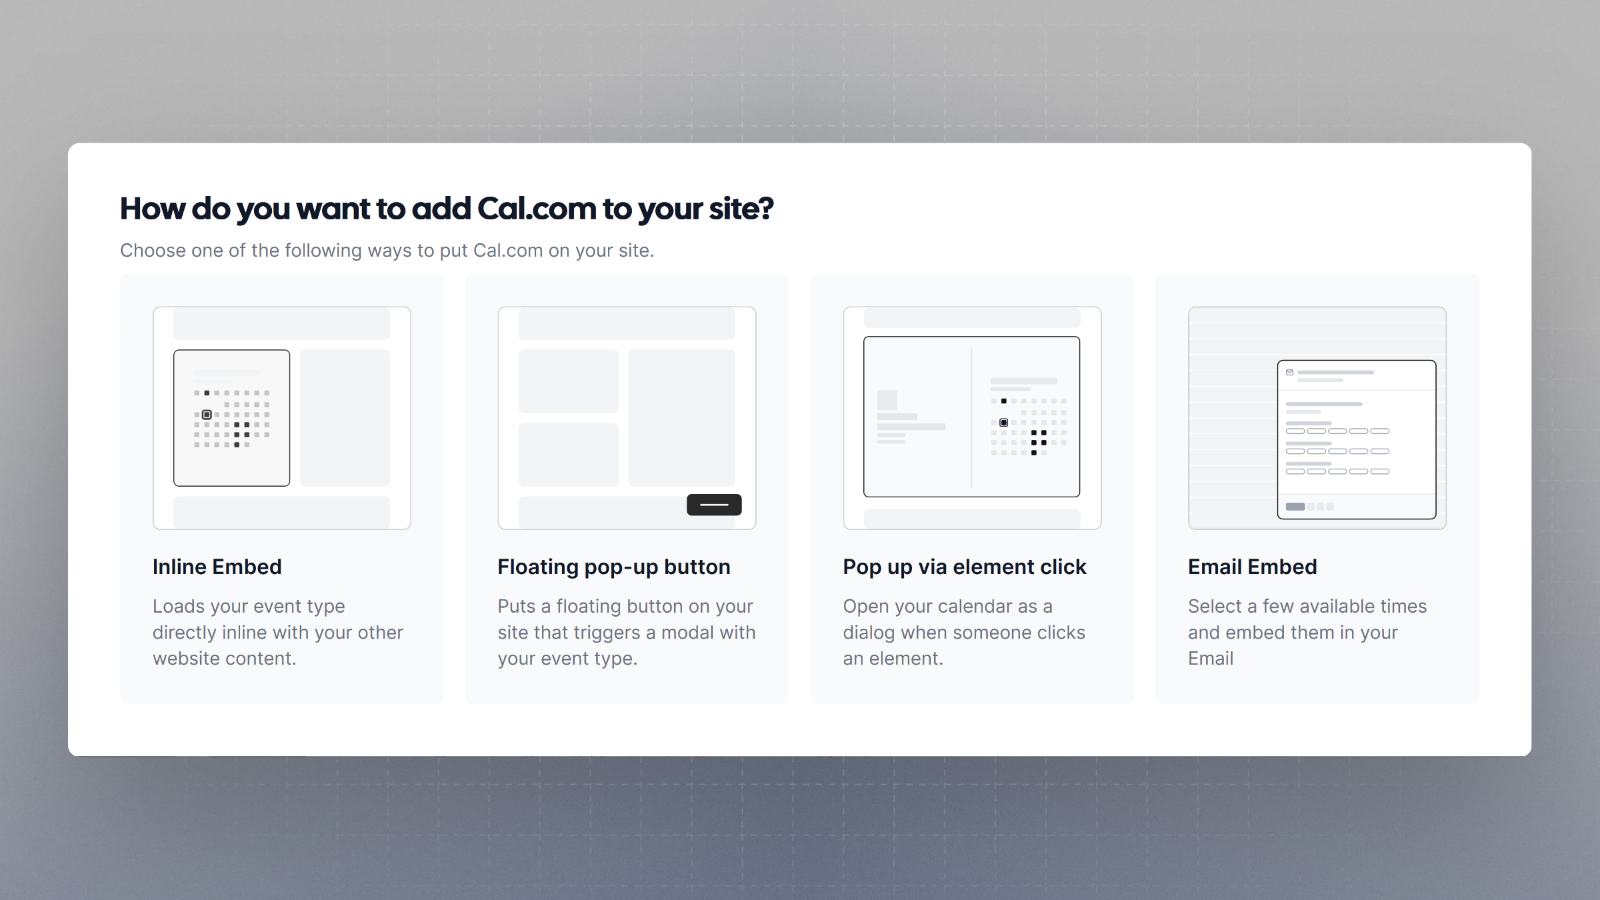 How do you want to add Cal.com to your site?
Choose one of the following ways to put Cal.com on your site.
Inline Embed
Loads your event type
directly inline with your other
website content.
Floating pop-up button
Puts a floating button on your
site that triggers a modal with
your event type.
Pop up via element click
Open your calendar as a
dialog when someone clicks
an element.
Email Embed
Select a few available times
and embed them in your
Email